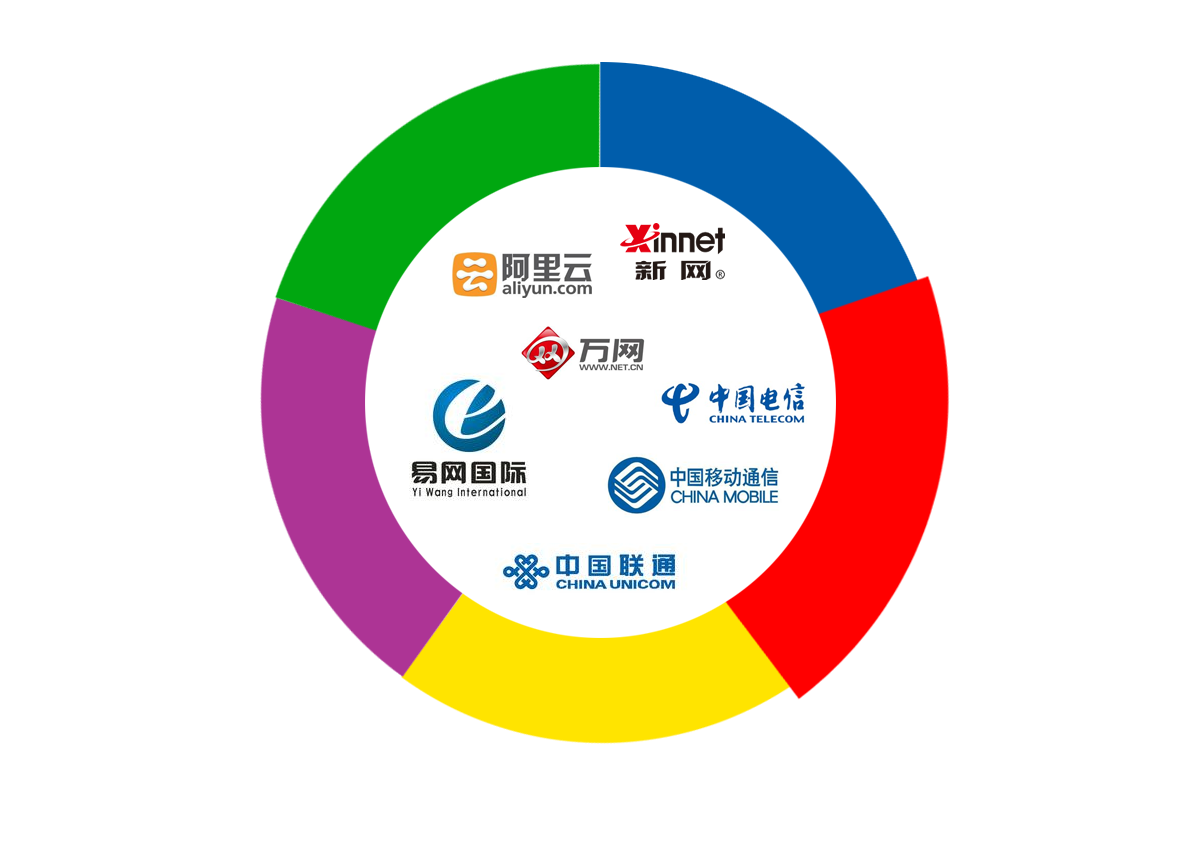 Xinnet
新网®
阿里云
aliyun.com
万网
WWW.NET.CN
中国电信
CHINA TELECOM
易网国际
Yi Wang International
中国移动通信
CHINA MOBILE
中国联通
CHINA UNICOM